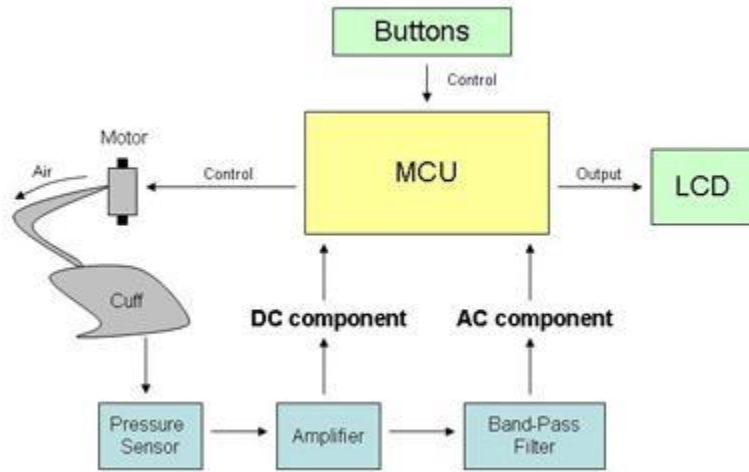 Buttons
Control
Motor
Air
Control
MCU
Output
LCD
Cuff
DC component
AC component
Pressure
Sensor
Amplifier
Band-Pass
Filter